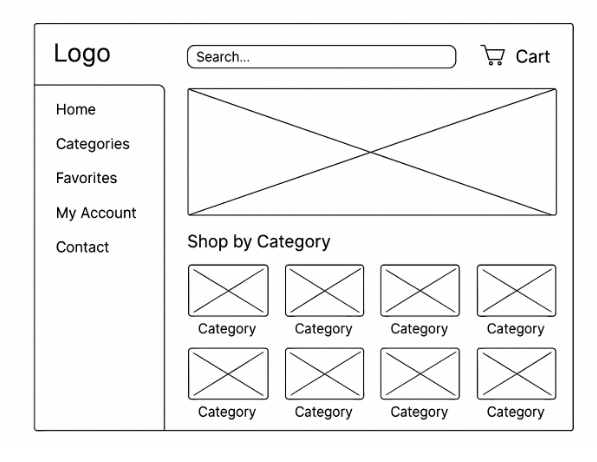 Logo
Search...
Cart
Home
Categories
Favorites
My Account
Contact
Shop by Category
Category Category Category Category
Category Category Category Category